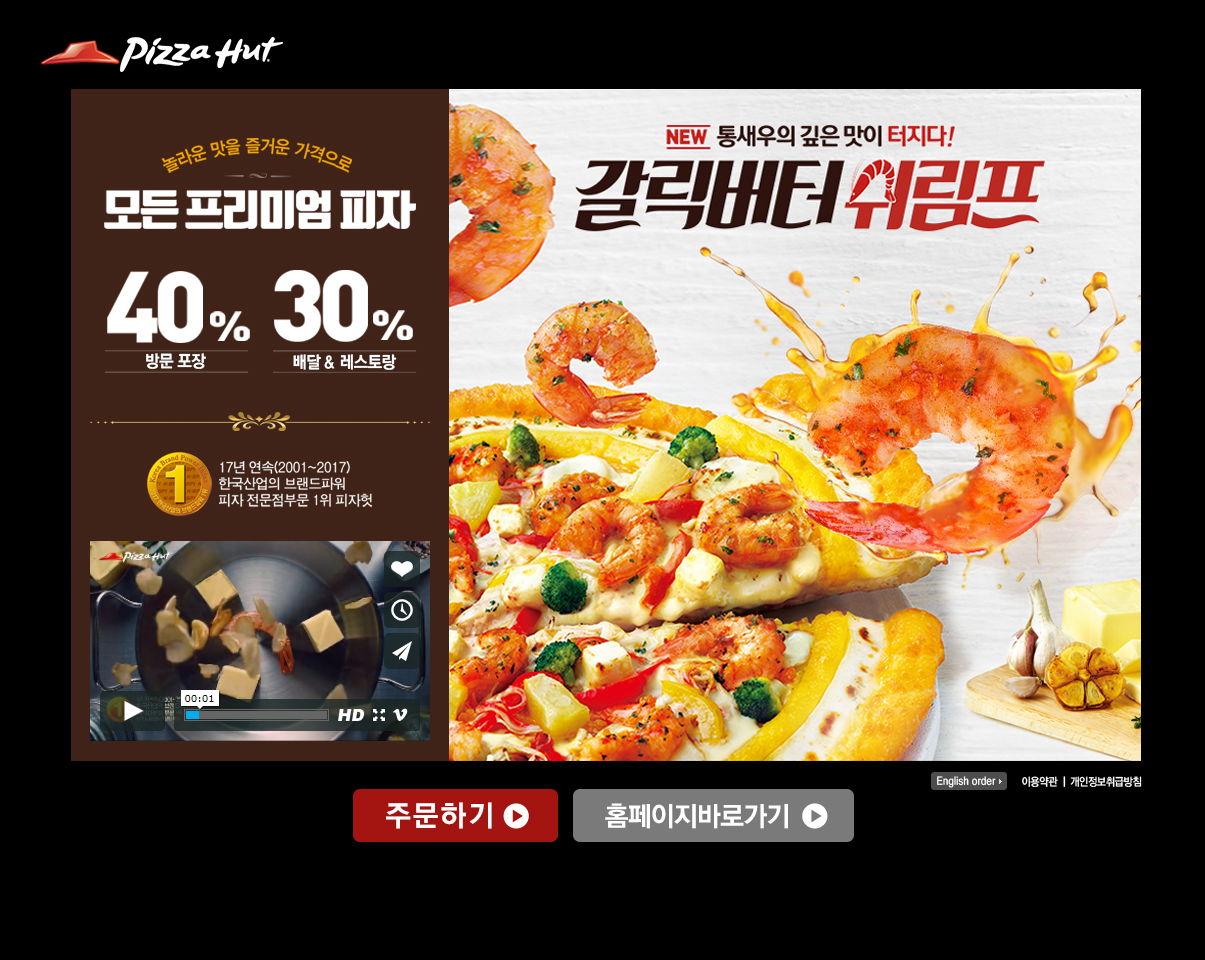 Pizza Hut
놀라운 맛을 즐거운 가격으로
모든 프리미엄 피자
40% 30%
방문 포장 배달 & 레스토랑
1
17년 연속(2001~2017)
한국산업의 브랜드파워
피자 전문점부문 1위 피자헛
Pizza Hut
00:01
HD
NEW 통새우의 깊은 맛이 터지다!
갈릭버터 쉬림프
English order 이용약관 | 개인정보취급방침
주문하기 홈페이지바로가기